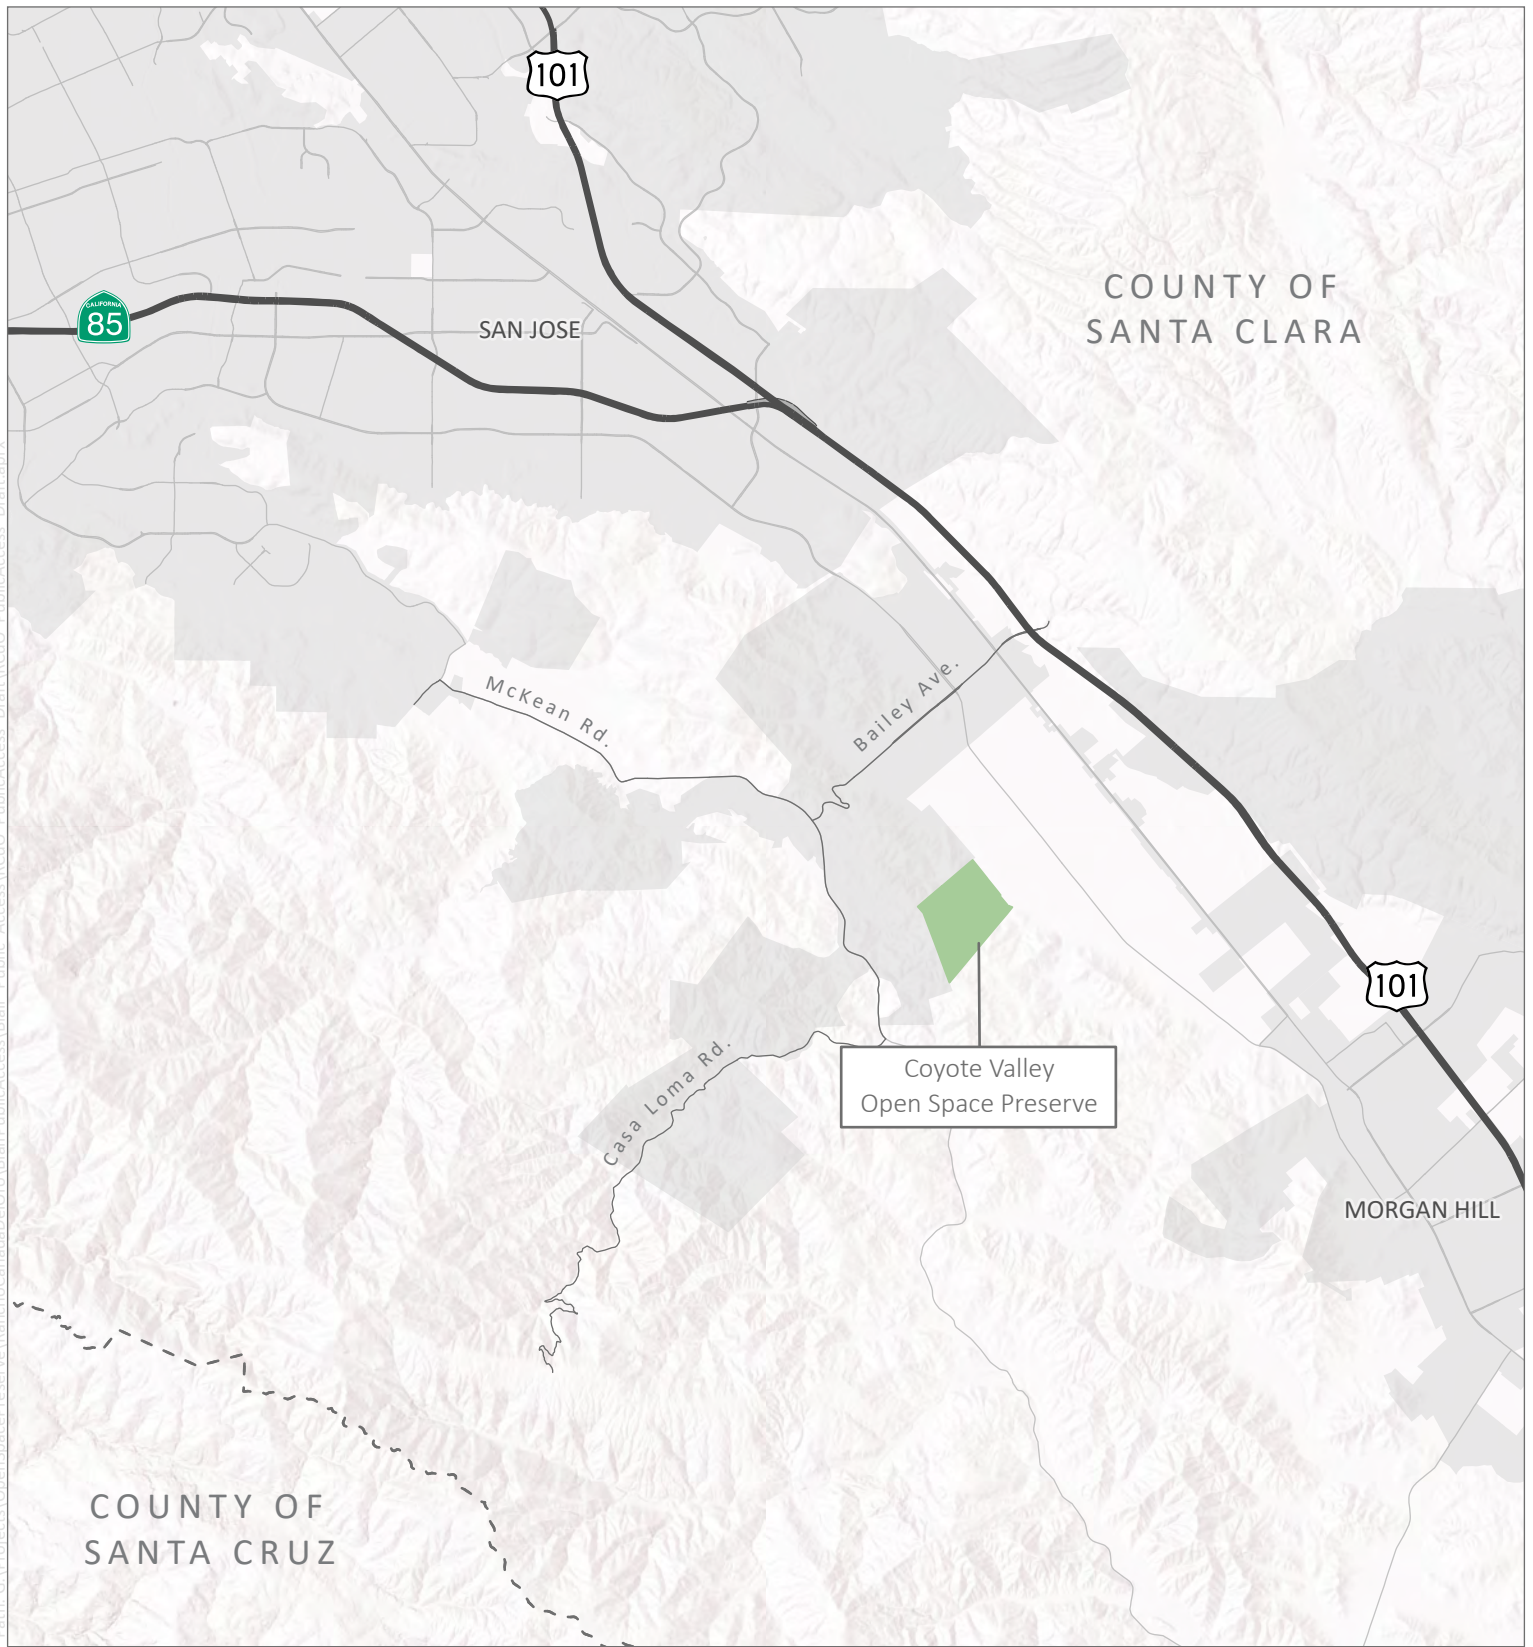 101
COUNTY OF
SANTA CLARA
CALIFORNIA
85
SAN JOSE
McKean Rd.
Bailey Ave.
101
Casa Loma Rd.
Coyote Valley
Open Space Preserve
MORGAN HILL
COUNTY OF
SANTA CRUZ